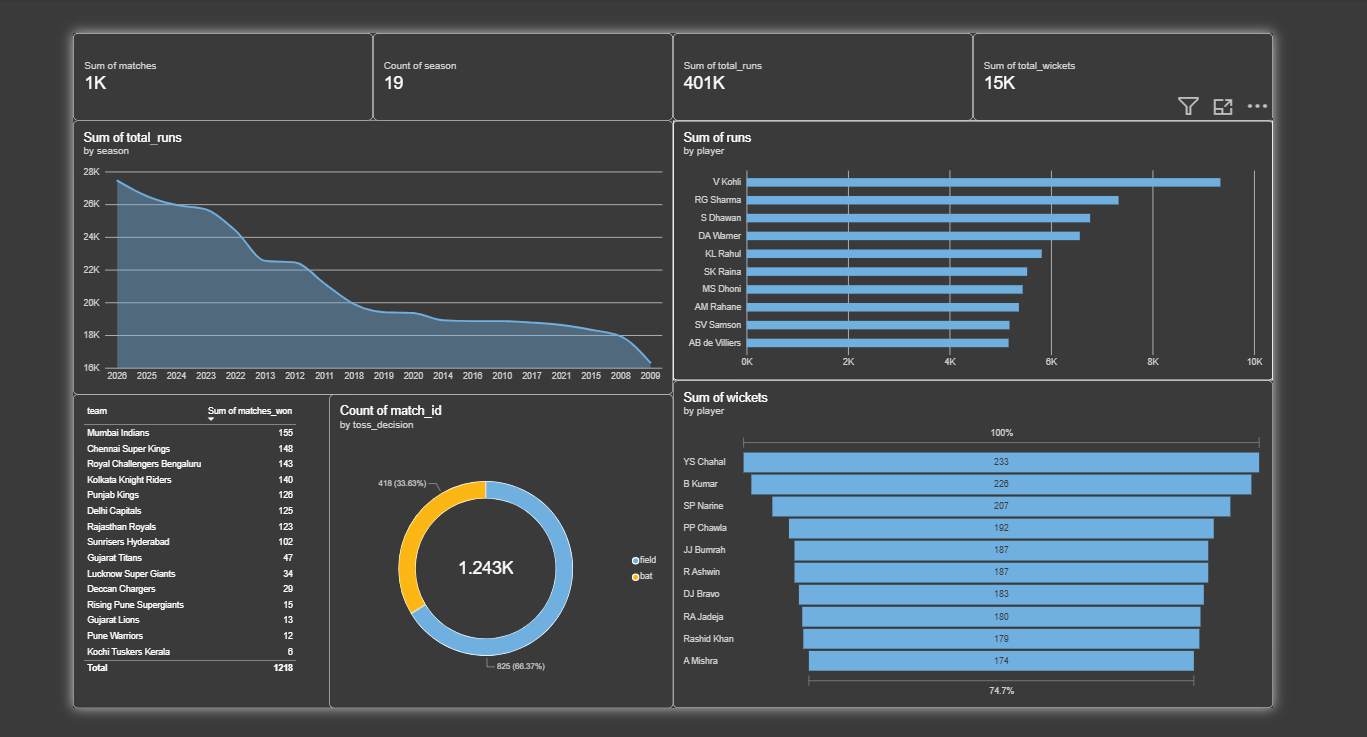 Sum of matches
1K
Count of season
19
Sum of total_runs
401K
Sum of total_wickets
15K
Sum of total_runs
by season
28K
26K
24K
22K
20K
18K
16K
2026 2025 2024 2023 2022 2013 2012 2011 2018 2019 2020 2014 2016 2010 2017 2021 2015 2008 2009
Sum of runs
by player
V Kohli
RG Sharma
S Dhawan
DA Warner
KL Rahul
SK Raina
MS Dhoni
AM Rahane
SV Samson
AB de Villiers
0K 2K 4K 6K 8K 10K
team Sum of matches_won
Mumbai Indians 155
Chennai Super Kings 148
Royal Challengers Bengaluru 143
Kolkata Knight Riders 140
Punjab Kings 126
Delhi Capitals 125
Rajasthan Royals 123
Sunrisers Hyderabad 102
Gujarat Titans 47
Lucknow Super Giants 34
Deccan Chargers 29
Rising Pune Supergiants 15
Gujarat Lions 13
Pune Warriors 12
Kochi Tuskers Kerala 6
Total 1218
Count of match_id
by toss_decision
418 (33.63%)
1.243K
825 (66.37%)
field
bat
Sum of wickets
by player
100%
YS Chahal 233
B Kumar 226
SP Narine 207
PP Chawla 192
JJ Bumrah 187
R Ashwin 187
DJ Bravo 183
RA Jadeja 180
Rashid Khan 179
A Mishra 174
74.7%